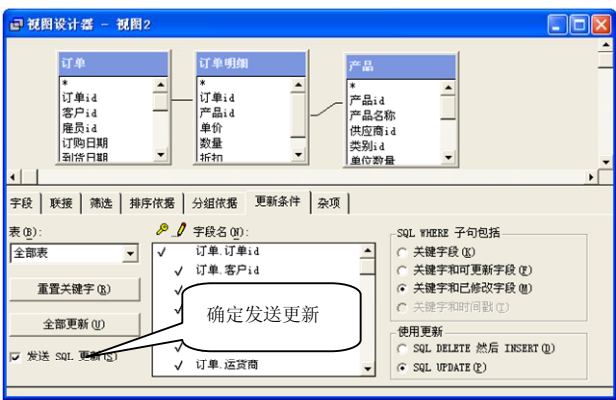 视图设计器 - 视图2
订单
*
订单id
客户id
雇员id
订购日期
到货日期
订单明细
*
订单id
产品id
单价
数量
折扣
产品
*
产品id
产品名称
供应商id
类别id
单位数量
字段 联接 筛选 排序依据 分组依据 更新条件 杂项
表(B):
全部表
重置关键字(R)
全部更新(U)
发送 SQL 更新(S)
字段名(N):
订单.订单id
订单.客户id
确定发送更新
订单.运货商
SQL WHERE 子句包括
关键字段(K)
关键字和可更新字段(F)
关键字和已修改字段(M)
关键字和时间戳(T)
使用更新
SQL DELETE 然后 INSERT(D)
SQL UPDATE(P)